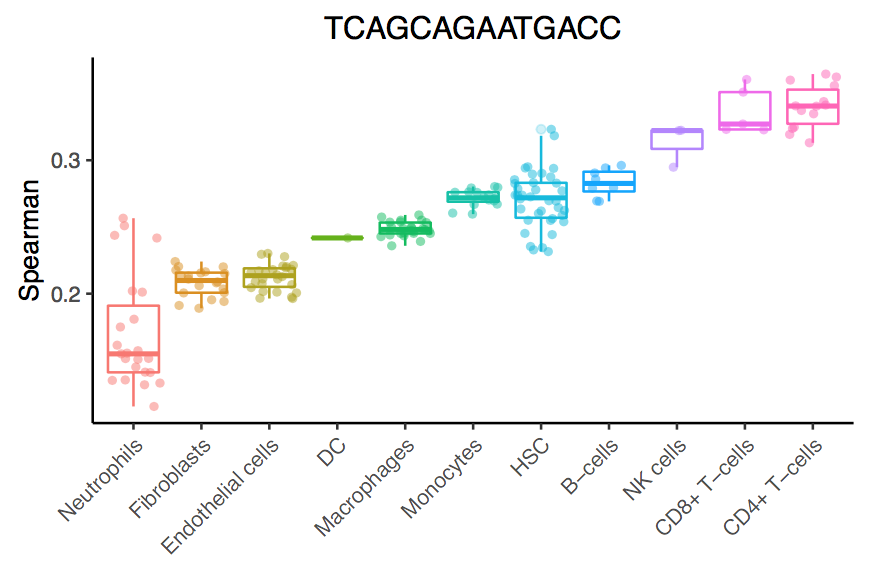 TCAGCAGAATGACC
Spearman
0.3
0.2
Neutrophils
Fibroblasts
Endothelial cells
DC
Macrophages
Monocytes
HSC
B−cells
NK cells
CD8+ T−cells
CD4+ T−cells